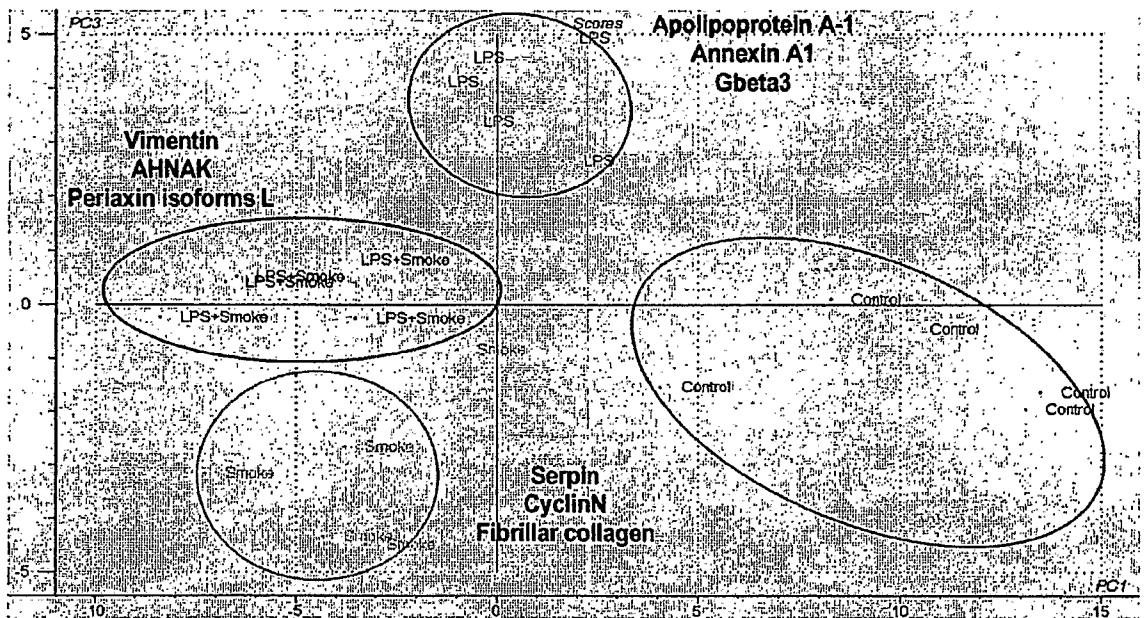 PC3
Scores
5
LPS
LPS
LPS
LPS
LPS
Apolipoprotein A-1
Annexin A1
Gbeta3
Vimentin
AHNAK
Periaxin isoforms L
LPS+Smoke
LPS+Smoke
LPS+Smoke
LPS+Smoke
0
Control
Control
Control
Control
Control
Smoke
Smoke
Smoke
Smoke
Smoke
Serpin
CyclinN
Fibrillar collagen
-5
PC1
-10
-5
0
5
10
15